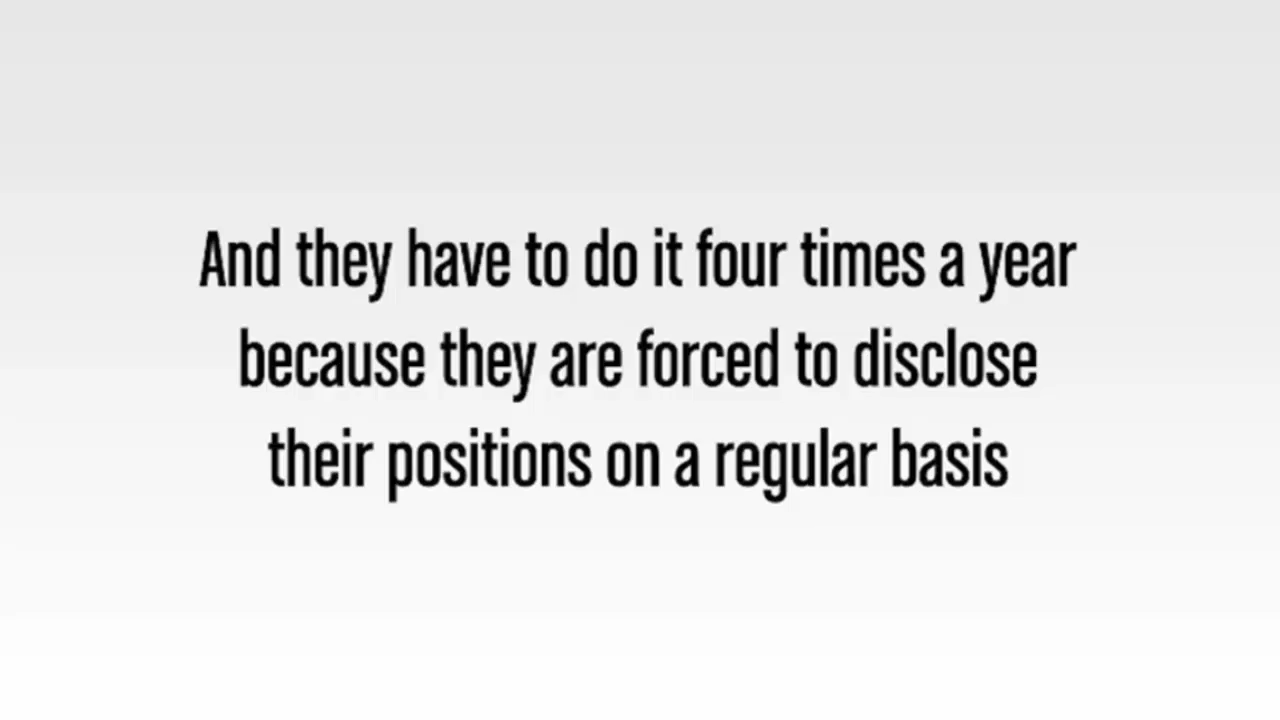 And they have to do it four times a year
because they are forced to disclose
their positions on a regular basis